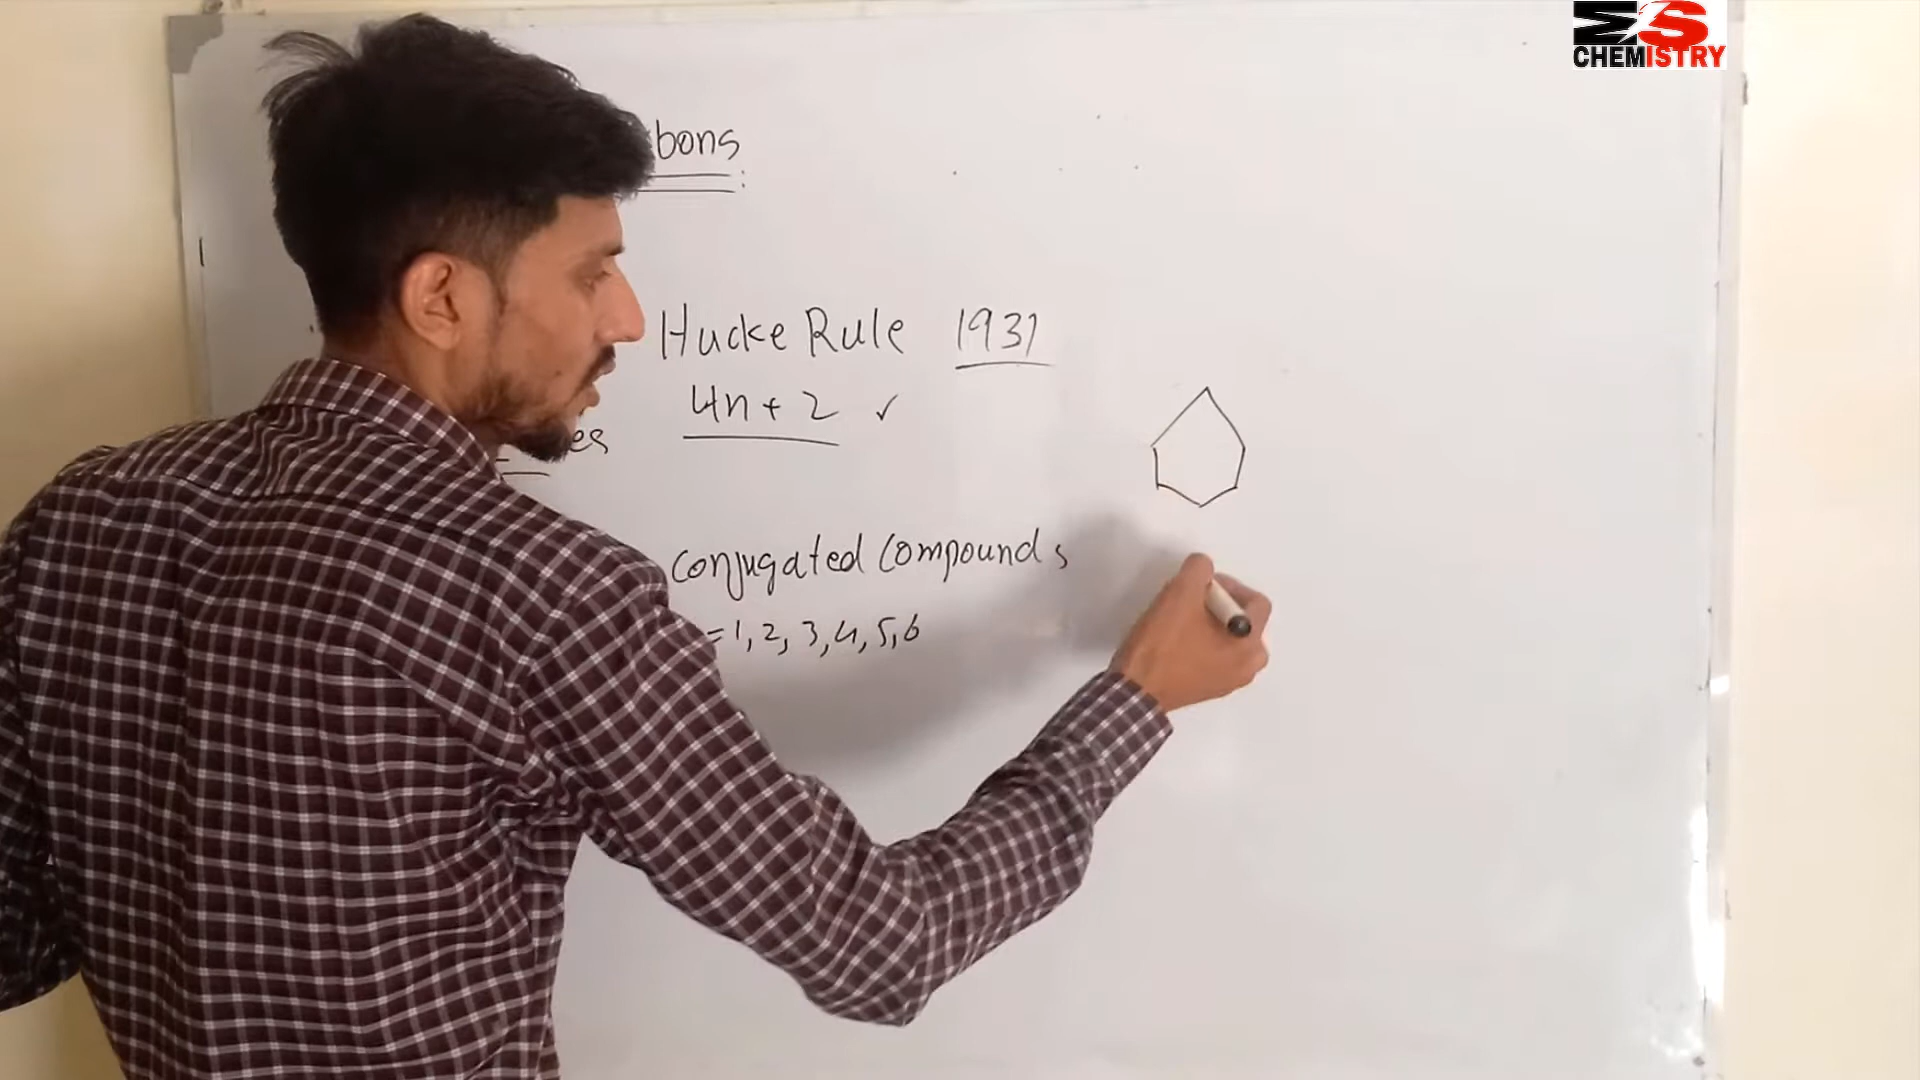 MS
CHEMISTRY
bons
Hucke Rule 1931
4n + 2 ✓
es
conjugated compounds
= 1, 2, 3, 4, 5, 6